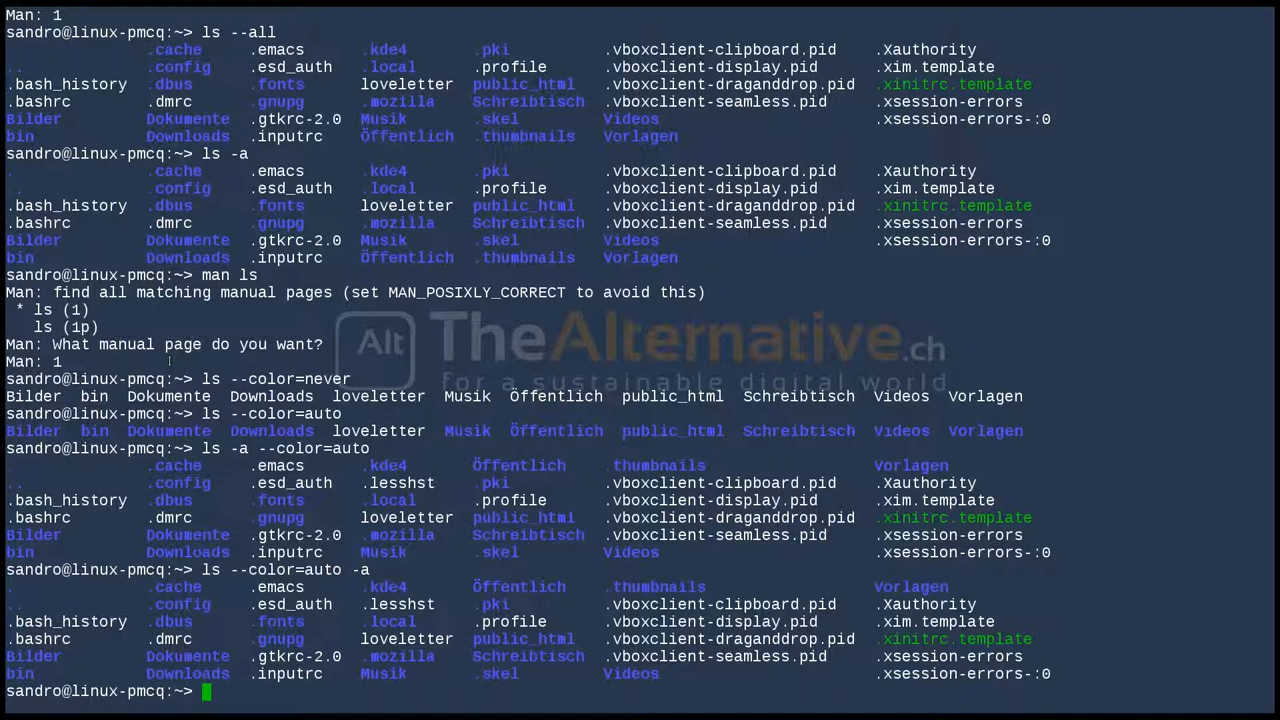 Man: 1
sandro@linux-pmcq:~> ls --all
. .cache .emacs .kde4 .pki .vboxclient-clipboard.pid .Xauthority
.. .config .esd_auth .local .profile .vboxclient-display.pid .xim.template
.bash_history .dbus .fonts loveletter public_html .vboxclient-draganddrop.pid .xinitrc.template
.bashrc .dmrc .gnupg .mozilla Schreibtisch .vboxclient-seamless.pid .xsession-errors
Bilder Dokumente .gtkrc-2.0 Musik .skel Videos .xsession-errors-:0
bin Downloads .inputrc Öffentlich .thumbnails Vorlagen
sandro@linux-pmcq:~> ls -a
. .cache .emacs .kde4 .pki .vboxclient-clipboard.pid .Xauthority
.. .config .esd_auth .local .profile .vboxclient-display.pid .xim.template
.bash_history .dbus .fonts loveletter public_html .vboxclient-draganddrop.pid .xinitrc.template
.bashrc .dmrc .gnupg .mozilla Schreibtisch .vboxclient-seamless.pid .xsession-errors
Bilder Dokumente .gtkrc-2.0 Musik .skel Videos .xsession-errors-:0
bin Downloads .inputrc Öffentlich .thumbnails Vorlagen
sandro@linux-pmcq:~> man ls
Man: find all matching manual pages (set MAN_POSIXLY_CORRECT to avoid this)
* ls (1)
ls (1p)
Man: What manual page do you want?
Man: 1
Alt TheAlternative.ch
for a sustainable digital world
sandro@linux-pmcq:~> ls --color=never
Bilder bin Dokumente Downloads loveletter Musik Öffentlich public_html Schreibtisch Videos Vorlagen
sandro@linux-pmcq:~> ls --color=auto
Bilder bin Dokumente Downloads loveletter Musik Öffentlich public_html Schreibtisch Videos Vorlagen
sandro@linux-pmcq:~> ls -a --color=auto
. .cache .emacs .kde4 Öffentlich .thumbnails Vorlagen
.. .config .esd_auth .lesshst .pki .vboxclient-clipboard.pid .Xauthority
.bash_history .dbus .fonts .local .profile .vboxclient-display.pid .xim.template
.bashrc .dmrc .gnupg loveletter public_html .vboxclient-draganddrop.pid .xinitrc.template
Bilder Dokumente .gtkrc-2.0 .mozilla Schreibtisch .vboxclient-seamless.pid .xsession-errors
bin Downloads .inputrc Musik .skel Videos .xsession-errors-:0
sandro@linux-pmcq:~> ls --color=auto -a
. .cache .emacs .kde4 Öffentlich .thumbnails Vorlagen
.. .config .esd_auth .lesshst .pki .vboxclient-clipboard.pid .Xauthority
.bash_history .dbus .fonts .local .profile .vboxclient-display.pid .xim.template
.bashrc .dmrc .gnupg loveletter public_html .vboxclient-draganddrop.pid .xinitrc.template
Bilder Dokumente .gtkrc-2.0 .mozilla Schreibtisch .vboxclient-seamless.pid .xsession-errors
bin Downloads .inputrc Musik .skel Videos .xsession-errors-:0
sandro@linux-pmcq:~>